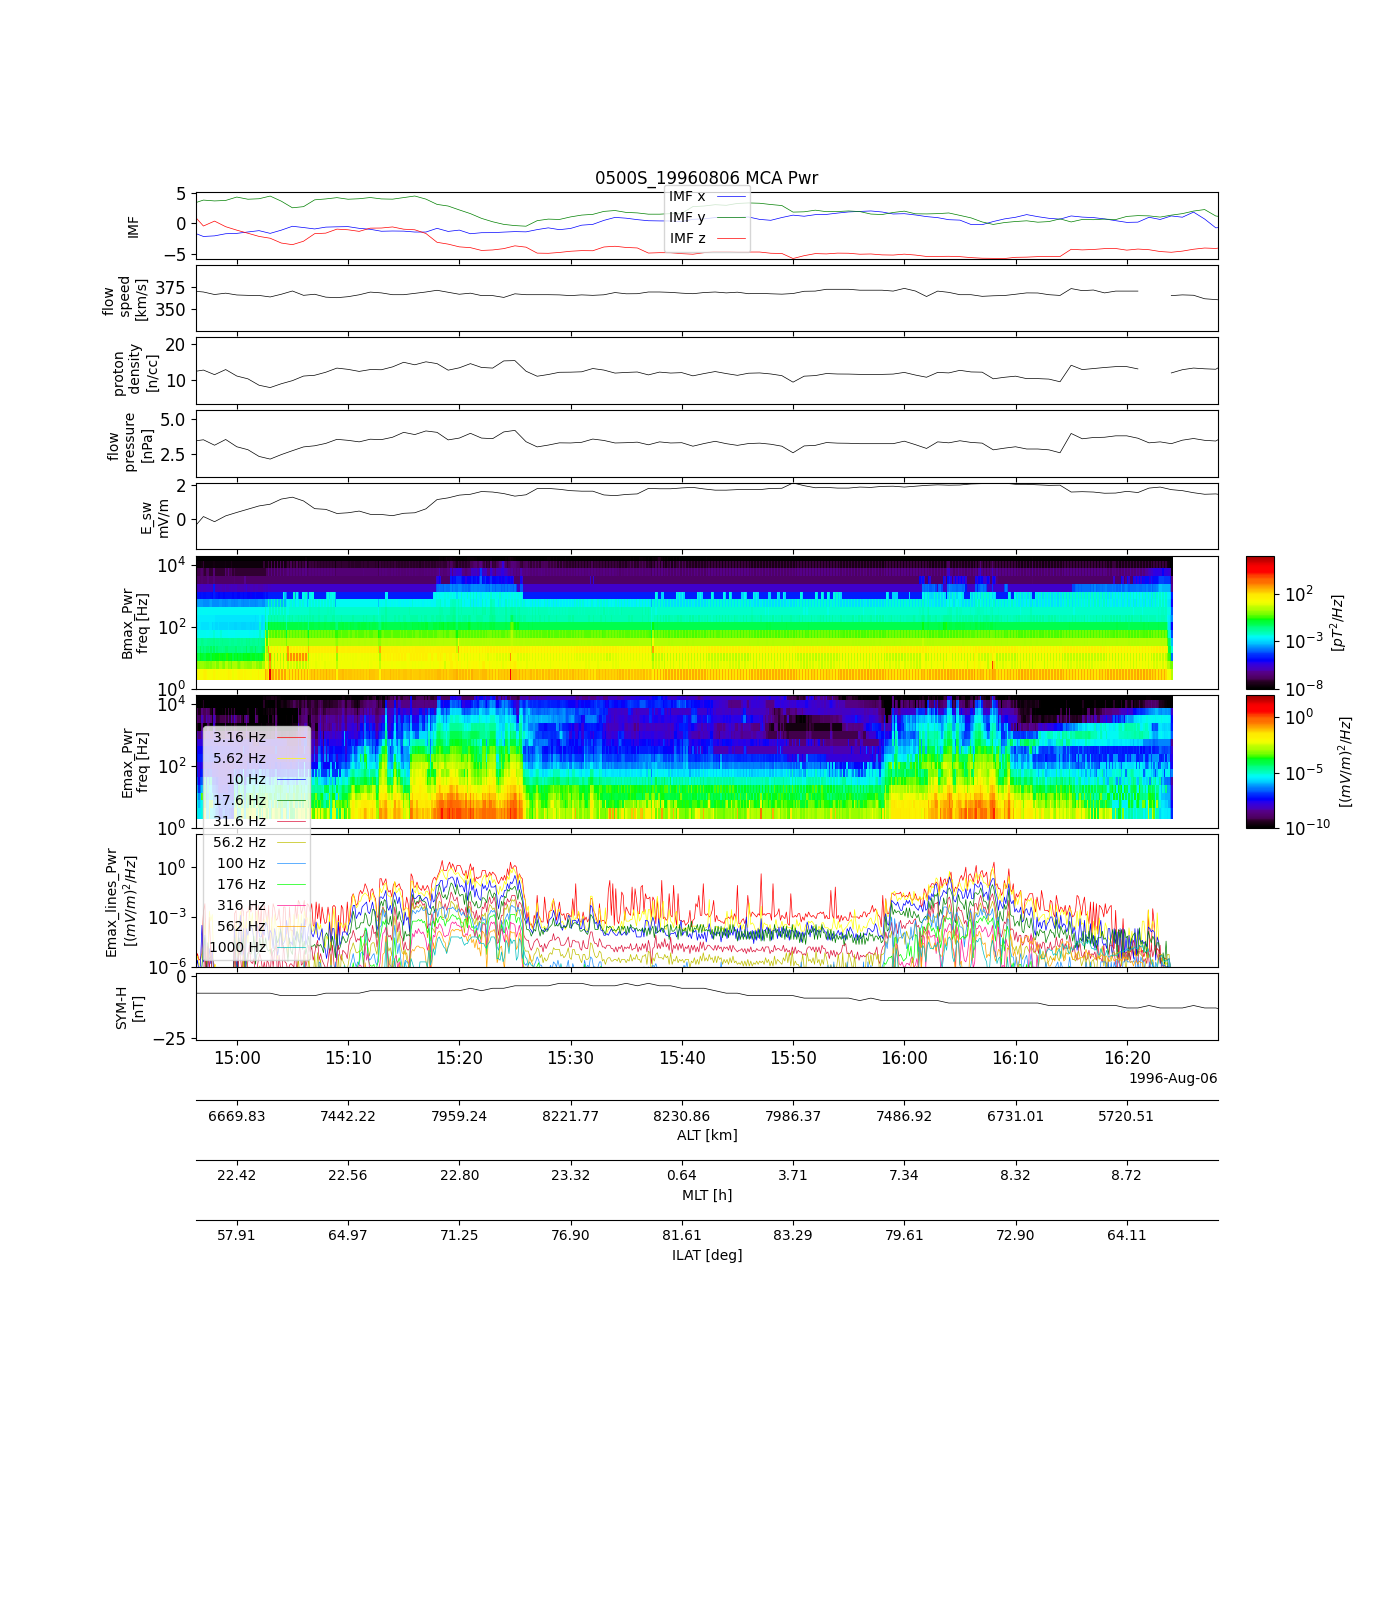 0500S_19960806 MCA Pwr
IMF
5
0
−5
IMF x
IMF y
IMF z
flow
speed
[km/s]
375
350
proton
density
[n/cc]
20
10
flow
pressure
[nPa]
5.0
2.5
E_sw
mV/m
2
0
Bmax_Pwr
freq [Hz]
10^4
10^2
10^0
10^2
10^−3
10^−8
[pT^2/Hz]
Emax_Pwr
freq [Hz]
10^4
10^2
10^0
10^0
10^−5
10^−10
[(mV/m)^2/Hz]
3.16 Hz
5.62 Hz
10 Hz
17.6 Hz
31.6 Hz
56.2 Hz
100 Hz
176 Hz
316 Hz
562 Hz
1000 Hz
Emax_lines_Pwr
[(mV/m)^2/Hz]
10^0
10^−3
10^−6
SYM-H
[nT]
0
−25
15:00 15:10 15:20 15:30 15:40 15:50 16:00 16:10 16:20
1996-Aug-06
6669.83 7442.22 7959.24 8221.77 8230.86 7986.37 7486.92 6731.01 5720.51
ALT [km]
22.42 22.56 22.80 23.32 0.64 3.71 7.34 8.32 8.72
MLT [h]
57.91 64.97 71.25 76.90 81.61 83.29 79.61 72.90 64.11
ILAT [deg]